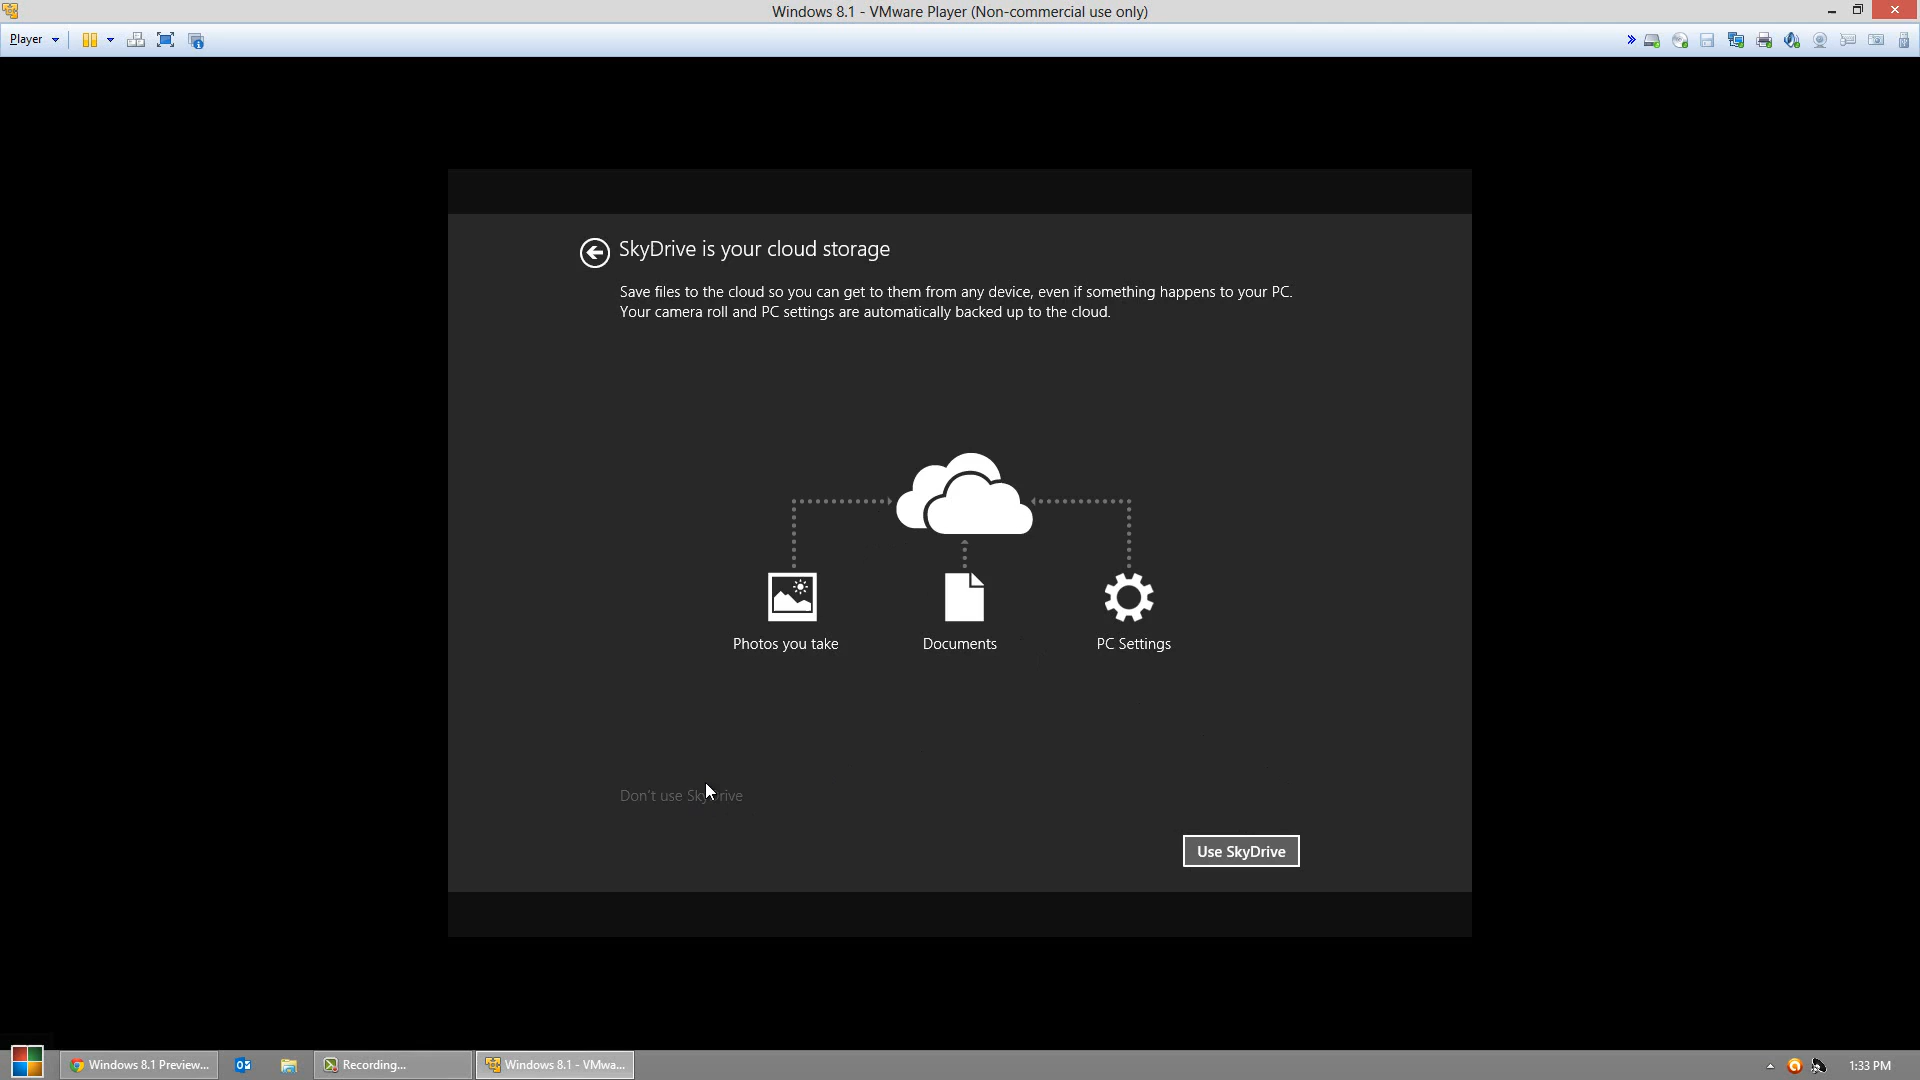 Windows 8.1 - VMware Player (Non-commercial use only)
Player
SkyDrive is your cloud storage
Save files to the cloud so you can get to them from any device, even if something happens to your PC.
Your camera roll and PC settings are automatically backed up to the cloud.
Photos you take
Documents
PC Settings
Don't use SkyDrive
Use SkyDrive
Windows 8.1 Preview...
Recording...
Windows 8.1 - VMwa...
1:33 PM